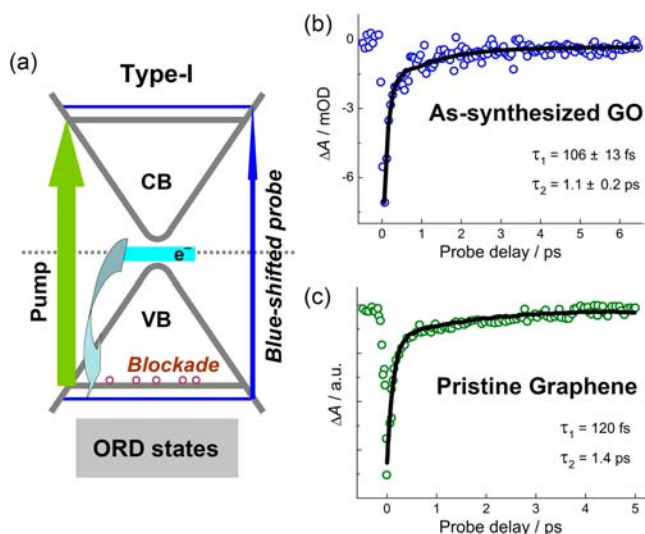 (a)
Type-I
CB
e⁻
VB
Blockade
Pump
Blue-shifted probe
ORD states
(b)
0
-3
-6
ΔA / mOD
As-synthesized GO
τ₁ = 106 ± 13 fs
τ₂ = 1.1 ± 0.2 ps
0 1 2 3 4 5 6
Probe delay / ps
(c)
ΔA / a.u.
Pristine Graphene
τ₁ = 120 fs
τ₂ = 1.4 ps
0 1 2 3 4 5
Probe delay / ps